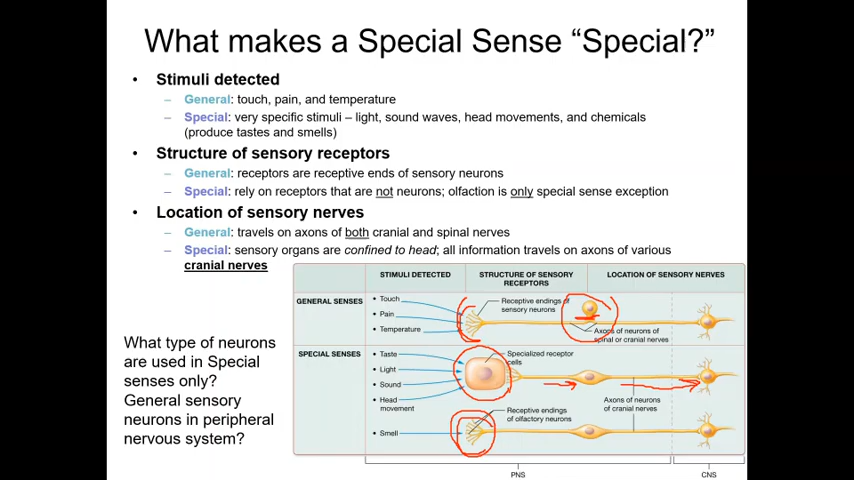 What makes a Special Sense “Special?”
• Stimuli detected
– General: touch, pain, and temperature
– Special: very specific stimuli – light, sound waves, head movements, and chemicals
(produce tastes and smells)
• Structure of sensory receptors
– General: receptors are receptive ends of sensory neurons
– Special: rely on receptors that are not neurons; olfaction is only special sense exception
• Location of sensory nerves
– General: travels on axons of both cranial and spinal nerves
– Special: sensory organs are confined to head; all information travels on axons of various
cranial nerves
What type of neurons
are used in Special
senses only?
General sensory
neurons in peripheral
nervous system?
STIMULI DETECTED
STRUCTURE OF SENSORY
RECEPTORS
LOCATION OF SENSORY NERVES
GENERAL SENSES
• Touch
• Pain
• Temperature
Receptive endings of
sensory neurons
Axons of neurons of
spinal or cranial nerves
SPECIAL SENSES
• Taste
• Light
• Sound
• Head
movement
• Smell
Specialized receptor
cells
Axons of neurons
of cranial nerves
Receptive endings
of olfactory neurons
PNS
CNS